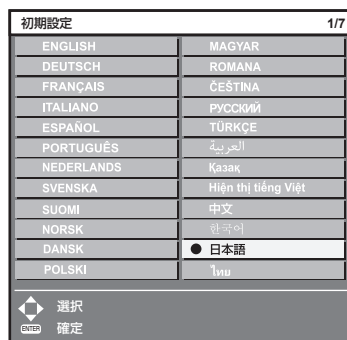 初期設定 1/7
ENGLISH
DEUTSCH
FRANÇAIS
ITALIANO
ESPAÑOL
PORTUGUÊS
NEDERLANDS
SVENSKA
SUOMI
NORSK
DANSK
POLSKI
MAGYAR
ROMANA
ČEŠTINA
РУССКИЙ
TÜRKÇE
العربية
Қазақ
Hiện thị tiếng Việt
中文
한국어
● 日本語
ไทย
選択
ENTER 確定